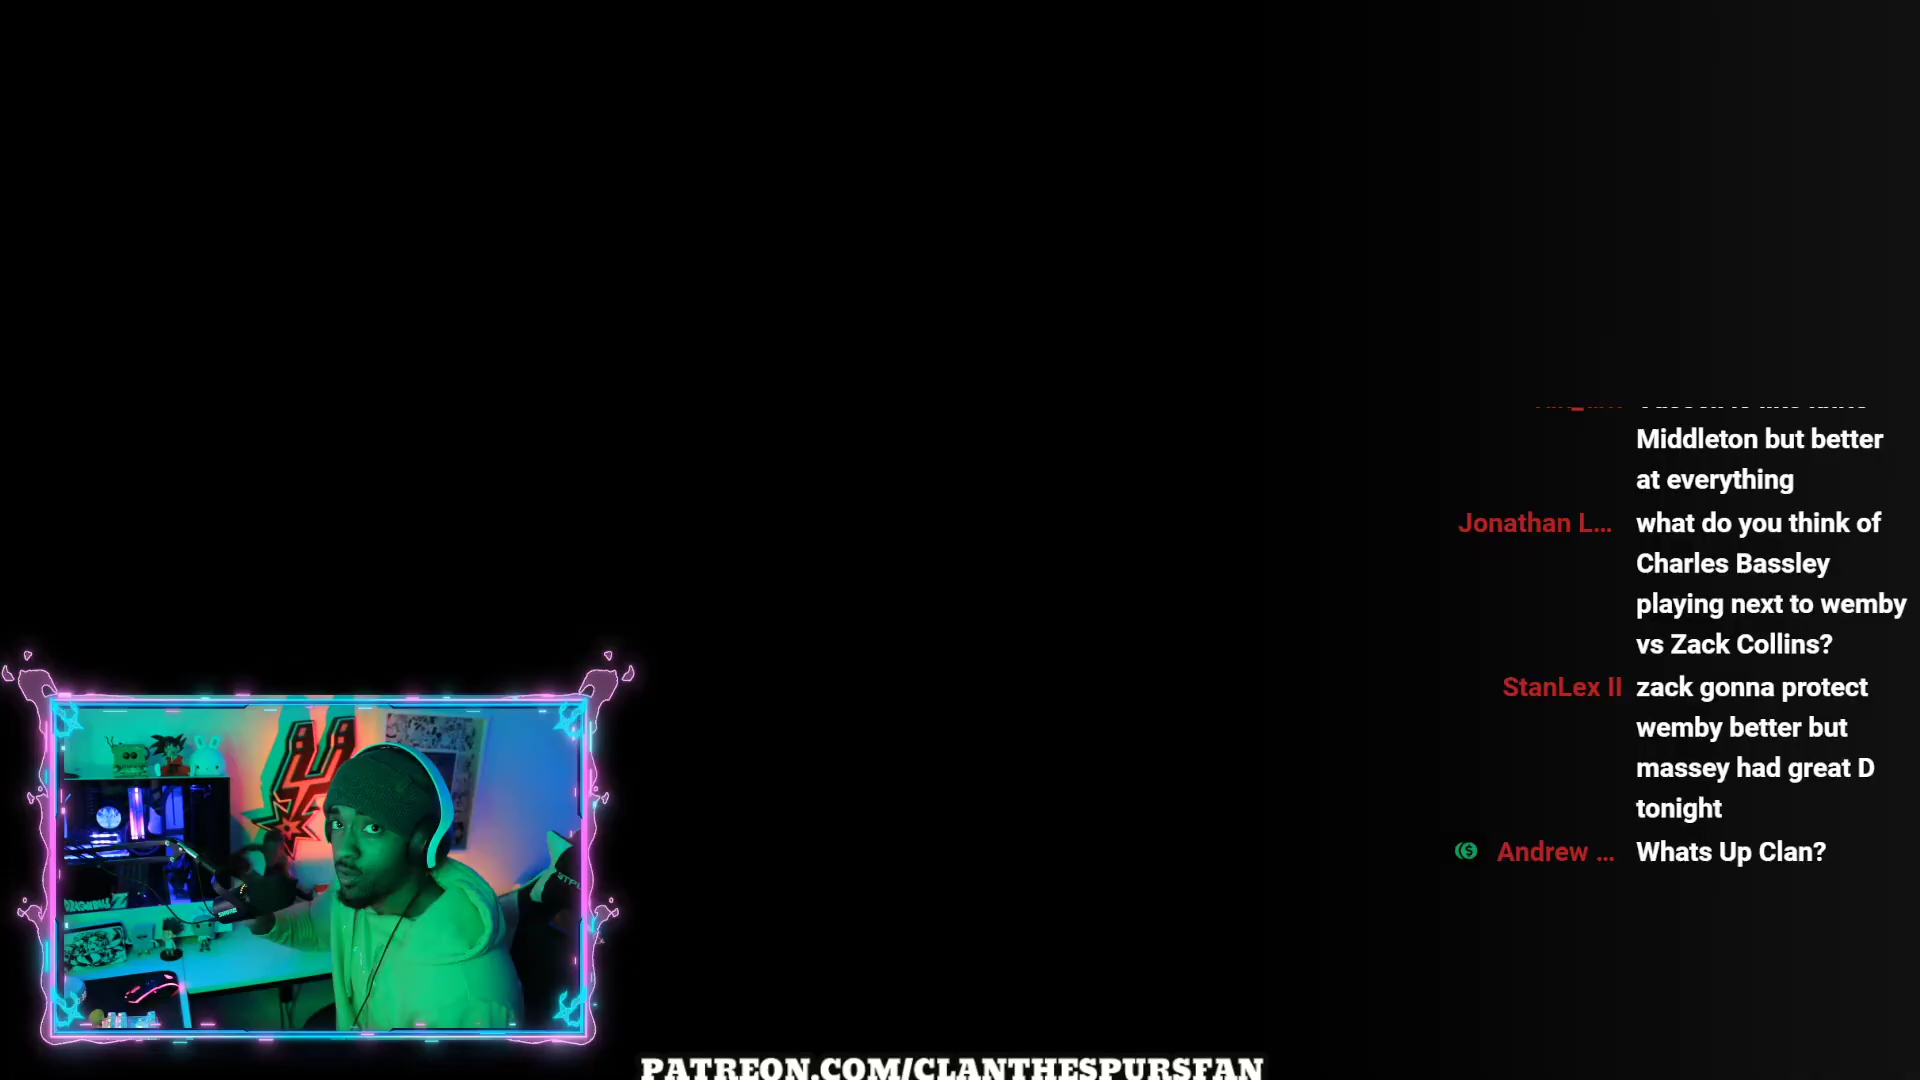 Middleton but better
at everything
Jonathan L... what do you think of
Charles Bassley
playing next to wemby
vs Zack Collins?
StanLex II zack gonna protect
wemby better but
massey had great D
tonight
Andrew ... Whats Up Clan?
SHURE
DRAGONBALL Z
PATREON.COM/CLANTHESPURSFAN